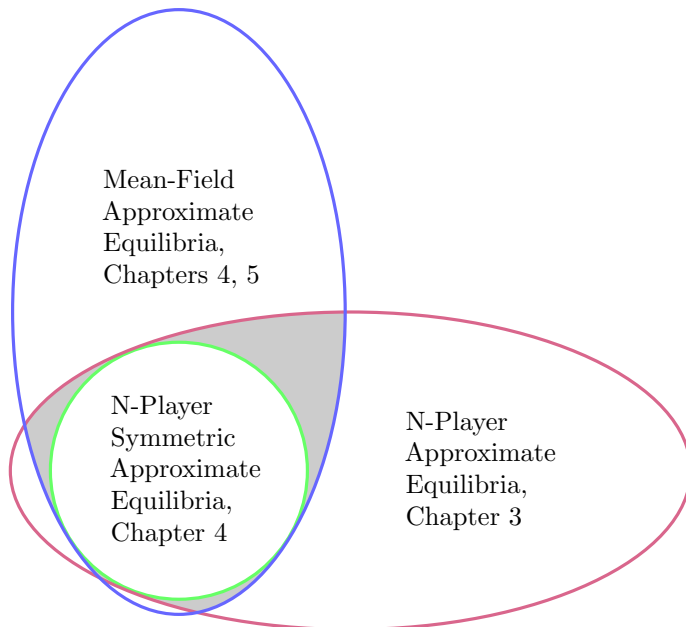 Mean-Field
Approximate
Equilibria,
Chapters 4, 5
N-Player
Symmetric
Approximate
Equilibria,
Chapter 4
N-Player
Approximate
Equilibria,
Chapter 3